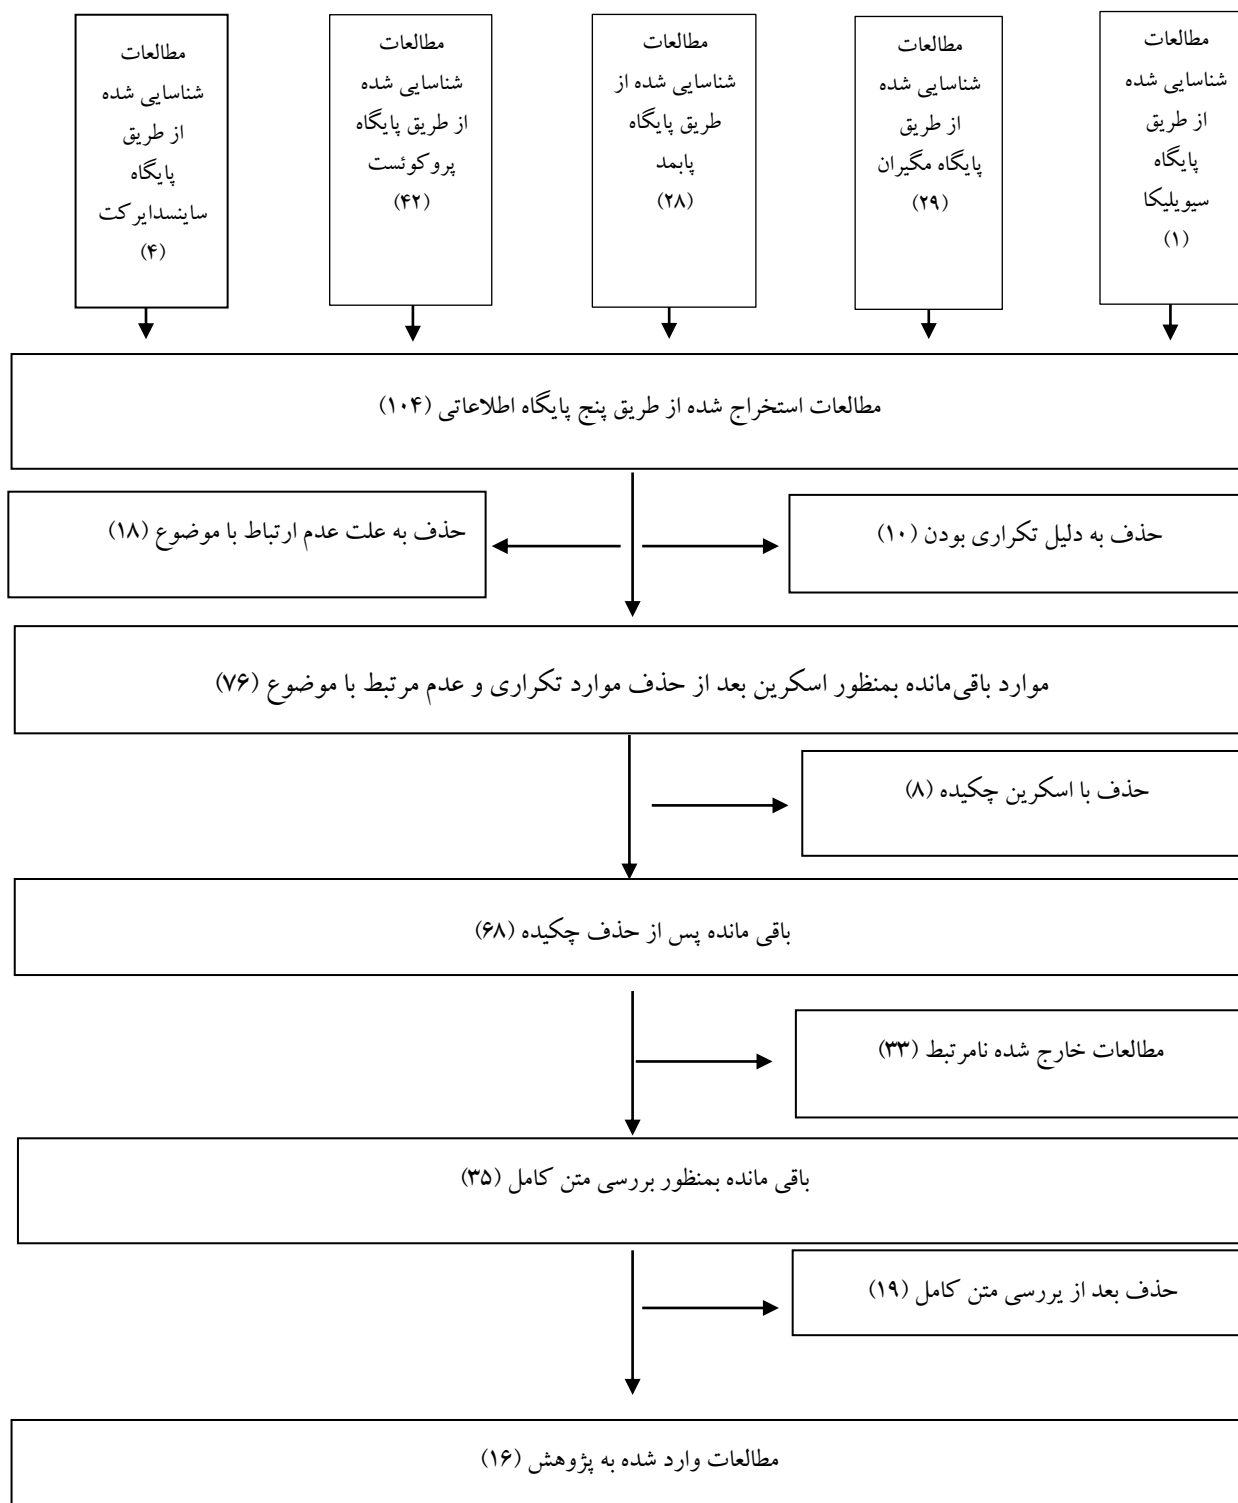 مطالعات
شناسایی شده
از طریق
پایگاه
سیویلیکا
(۱)
مطالعات
شناسایی شده
از طریق
پایگاه مگیران
(۲۹)
مطالعات
شناسایی شده از
طریق پایگاه
پابمد
(۲۸)
مطالعات
شناسایی شده
از طریق پایگاه
پروکوئست
(۴۲)
مطالعات
شناسایی شده
از طریق
پایگاه
ساینسدایرکت
(۴)
مطالعات استخراج شده از طریق پنج پایگاه اطلاعاتی (۱۰۴)
حذف به دلیل تکراری بودن (۱۰)
حذف به علت عدم ارتباط با موضوع (۱۸)
موارد باقی‌مانده بمنظور اسکرین بعد از حذف موارد تکراری و عدم مرتبط با موضوع (۷۶)
حذف با اسکرین چکیده (۸)
باقی مانده پس از حذف چکیده (۶۸)
مطالعات خارج شده نامرتبط (۳۳)
باقی مانده بمنظور بررسی متن کامل (۳۵)
حذف بعد از یررسی متن کامل (۱۹)
مطالعات وارد شده به پژوهش (۱۶)